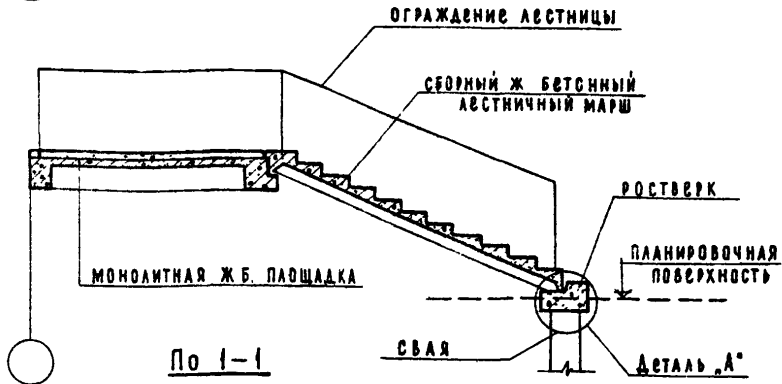 ОГРАЖДЕНИЕ ЛЕСТНИЦЫ
СБОРНЫЙ Ж БЕТОННЫЙ
ЛЕСТНИЧНЫЙ МАРШ
РОСТВЕРК
ПЛАНИРОВОЧНАЯ
ПОВЕРХНОСТЬ
МОНОЛИТНАЯ Ж.Б. ПЛОЩАДКА
СВАЯ
ДЕТАЛЬ „А"
По 1-1